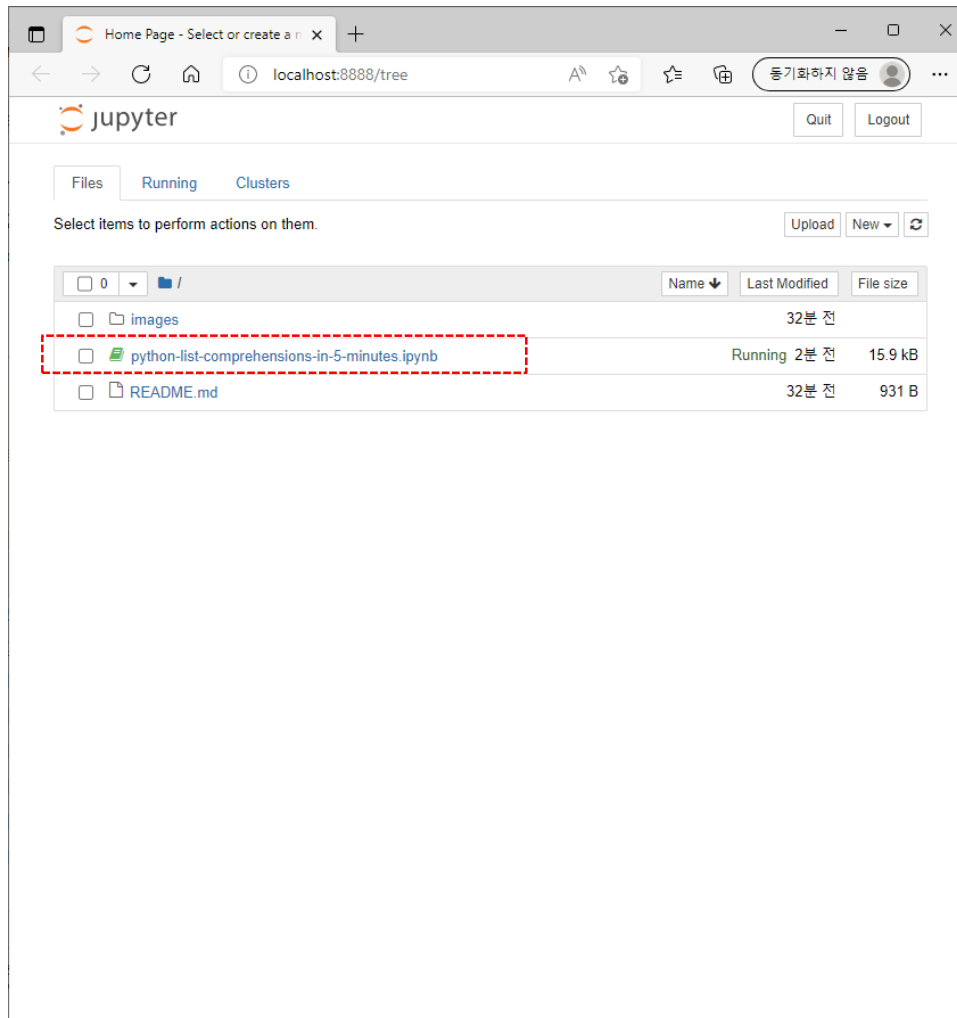 Home Page - Select or create a n
localhost:8888/tree
동기화하지 않음
jupyter
Quit Logout
Files Running Clusters
Select items to perform actions on them.
Upload New
0 / Name Last Modified File size
images 32분 전
python-list-comprehensions-in-5-minutes.ipynb Running 2분 전 15.9 kB
README.md 32분 전 931 B